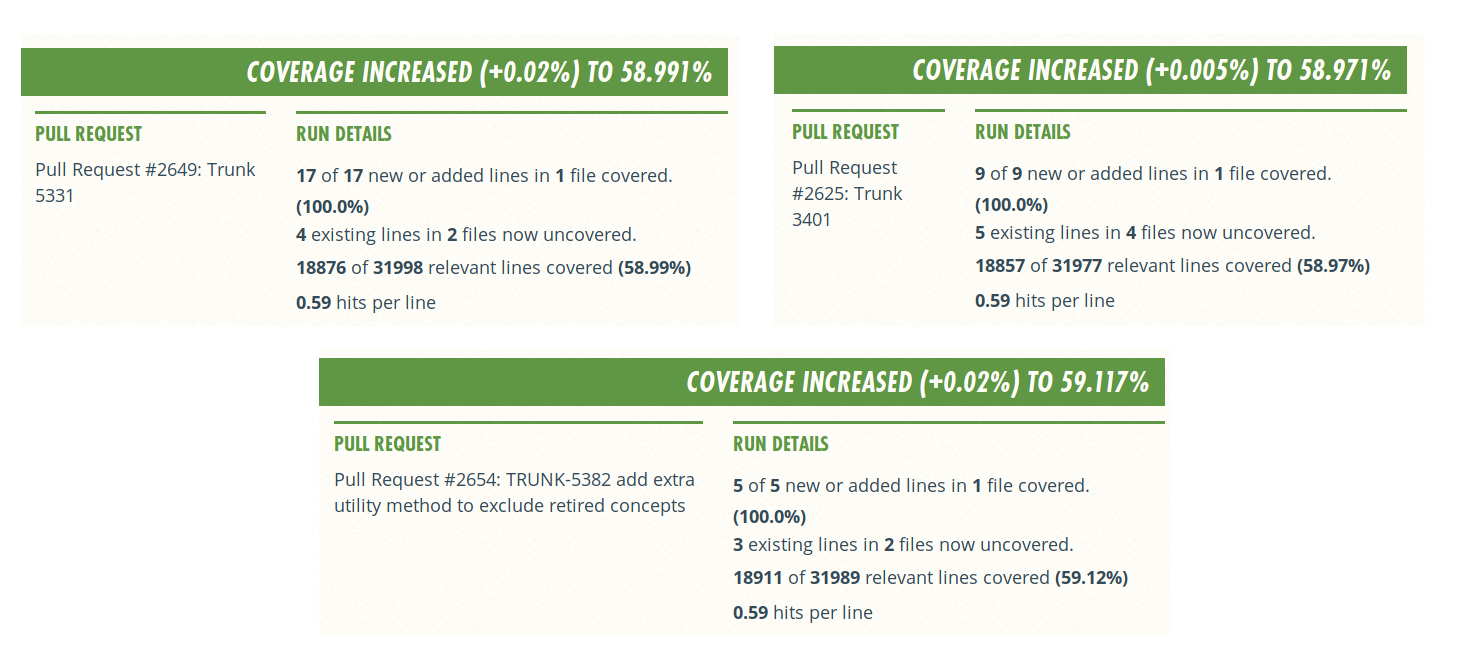 COVERAGE INCREASED (+0.02%) TO 58.991%
PULL REQUEST
Pull Request #2649: Trunk
5331
RUN DETAILS
17 of 17 new or added lines in 1 file covered.
(100.0%)
4 existing lines in 2 files now uncovered.
18876 of 31998 relevant lines covered (58.99%)
0.59 hits per line
COVERAGE INCREASED (+0.005%) TO 58.971%
PULL REQUEST
Pull Request
#2625: Trunk
3401
RUN DETAILS
9 of 9 new or added lines in 1 file covered.
(100.0%)
5 existing lines in 4 files now uncovered.
18857 of 31977 relevant lines covered (58.97%)
0.59 hits per line
COVERAGE INCREASED (+0.02%) TO 59.117%
PULL REQUEST
Pull Request #2654: TRUNK-5382 add extra
utility method to exclude retired concepts
RUN DETAILS
5 of 5 new or added lines in 1 file covered.
(100.0%)
3 existing lines in 2 files now uncovered.
18911 of 31989 relevant lines covered (59.12%)
0.59 hits per line